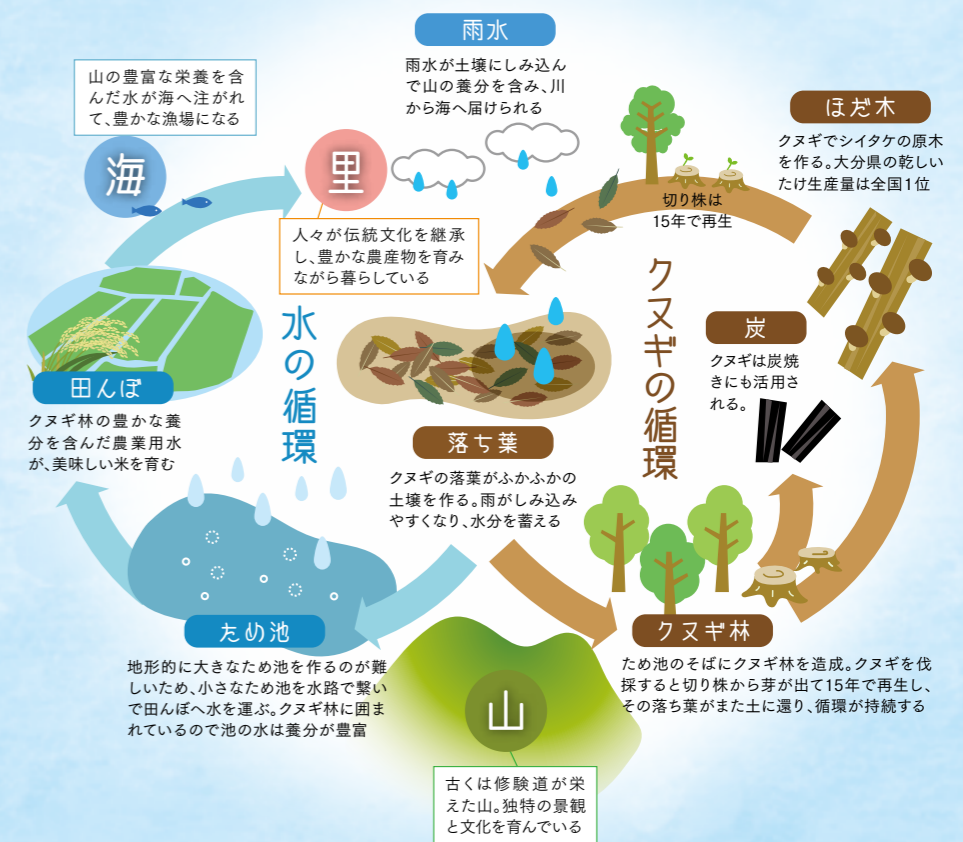 雨水
雨水が土壌にしみ込ん
で山の養分を含み、川
から海へ届けられる
山の豊富な栄養を含
んだ水が海へ注がれ
て、豊かな漁場になる
海
里
人々が伝統文化を継承
し、豊かな農産物を育み
ながら暮らしている
ほだ木
クヌギでシイタケの原木
を作る。大分県の乾しい
たけ生産量は全国1位
切り株は
15年で再生
クヌギの循環
水の循環
炭
クヌギは炭焼
きにも活用さ
れる。
田んぼ
クヌギ林の豊かな養
分を含んだ農業用水
が、美味しい米を育む
落ち葉
クヌギの落葉がふかふかの
土壌を作る。雨がしみ込み
やすくなり、水分を蓄える
ため池
地形的に大きなため池を作るのが難
しいため、小さなため池を水路で繋い
で田んぼへ水を運ぶ。クヌギ林に囲ま
れているので池の水は養分が豊富
クヌギ林
ため池のそばにクヌギ林を造成。クヌギを伐
採すると切り株から芽が出て15年で再生し、
その落ち葉がまた土に還り、循環が持続する
山
古くは修験道が栄
えた山。独特の景観
と文化を育んでいる